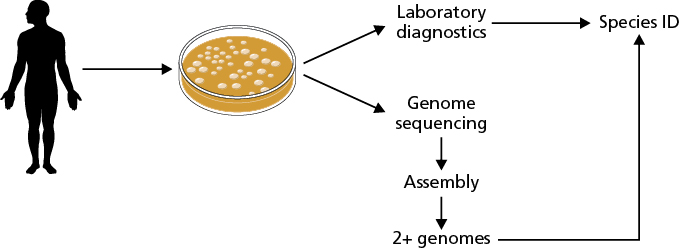 Laboratory
diagnostics
Species ID
Genome
sequencing
Assembly
2+ genomes